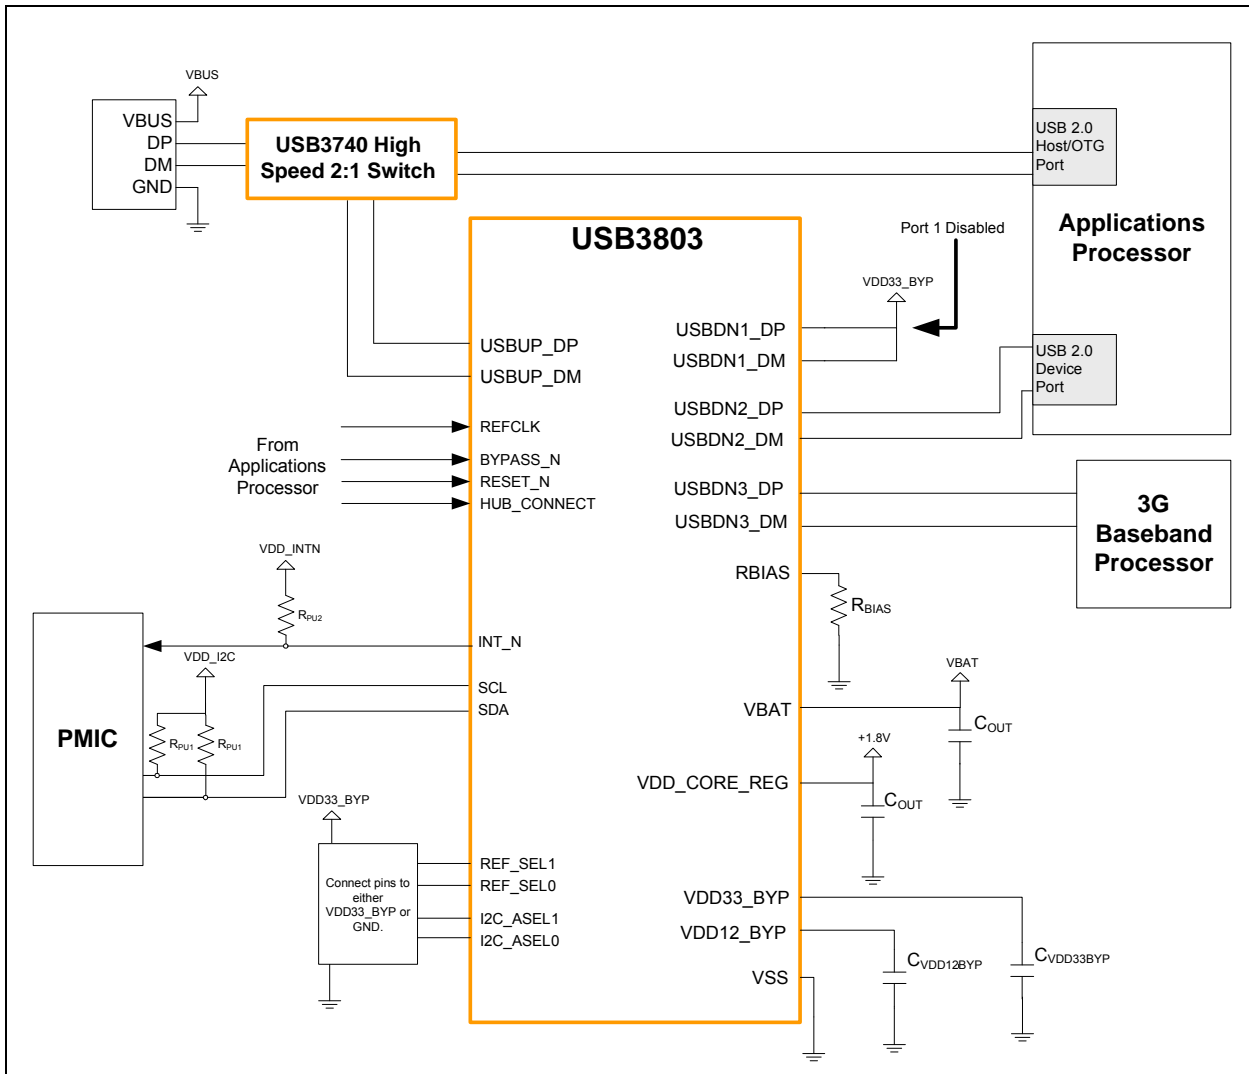 VBUS
VBUS
DP
DM
GND
USB3740 High
Speed 2:1 Switch
USB 2.0
Host/OTG
Port
Applications
Processor
USB 2.0
Device
Port
USB3803
Port 1 Disabled
VDD33_BYP
USBDN1_DP
USBDN1_DM
USBUP_DP
USBUP_DM
USBDN2_DP
USBDN2_DM
REFCLK
BYPASS_N
RESET_N
HUB_CONNECT
From
Applications
Processor
USBDN3_DP
USBDN3_DM
3G
Baseband
Processor
RBIAS
RBIAS
VDD_INTN
RPU2
INT_N
VDD_I2C
SCL
SDA
PMIC
RPU1
RPU1
VBAT
VBAT
COUT
+1.8V
VDD_CORE_REG
COUT
VDD33_BYP
Connect pins to
either
VDD33_BYP or
GND.
REF_SEL1
REF_SEL0
I2C_ASEL1
I2C_ASEL0
VDD33_BYP
VDD12_BYP
CVDD12BYP
CVDD33BYP
VSS